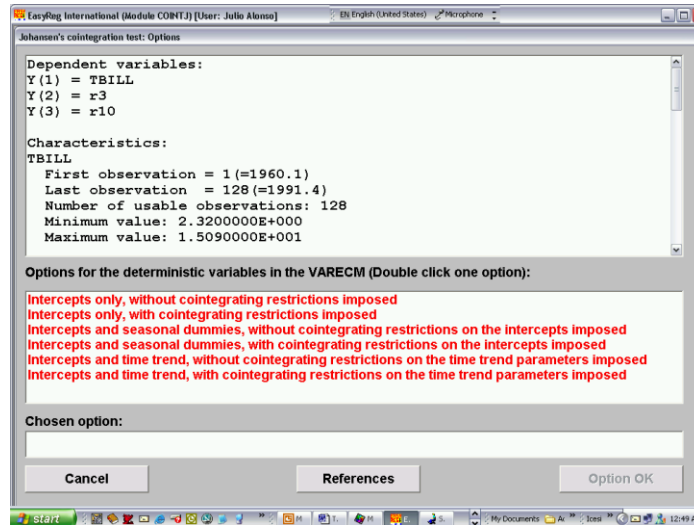 EasyReg International (Module COINTJ) [User: Julio Alonso]
EN English (United States) Microphone
Johansen's cointegration test: Options
Dependent variables:
Y(1) = TBILL
Y(2) = r3
Y(3) = r10
Characteristics:
TBILL
First observation = 1(=1960.1)
Last observation = 128(=1991.4)
Number of usable observations: 128
Minimum value: 2.3200000E+000
Maximum value: 1.5090000E+001
Options for the deterministic variables in the VARECM (Double click one option):
Intercepts only, without cointegrating restrictions imposed
Intercepts only, with cointegrating restrictions imposed
Intercepts and seasonal dummies, without cointegrating restrictions on the intercepts imposed
Intercepts and seasonal dummies, with cointegrating restrictions on the intercepts imposed
Intercepts and time trend, without cointegrating restrictions on the time trend parameters imposed
Intercepts and time trend, with cointegrating restrictions on the time trend parameters imposed
Chosen option:
Cancel References Option OK
start My Documents Icesi 12:49